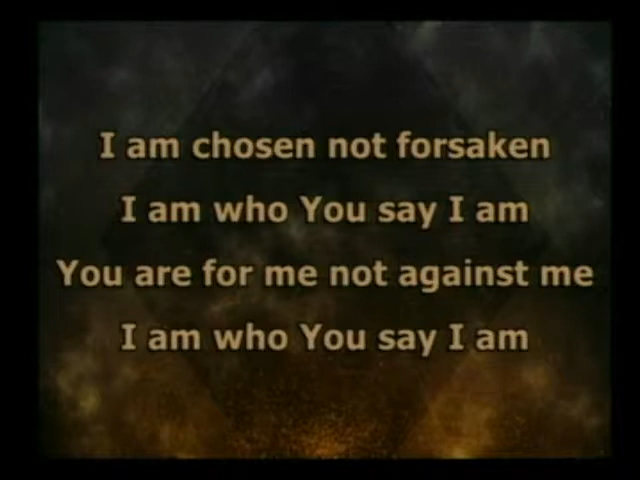 I am chosen not forsaken
I am who You say I am
You are for me not against me
I am who You say I am